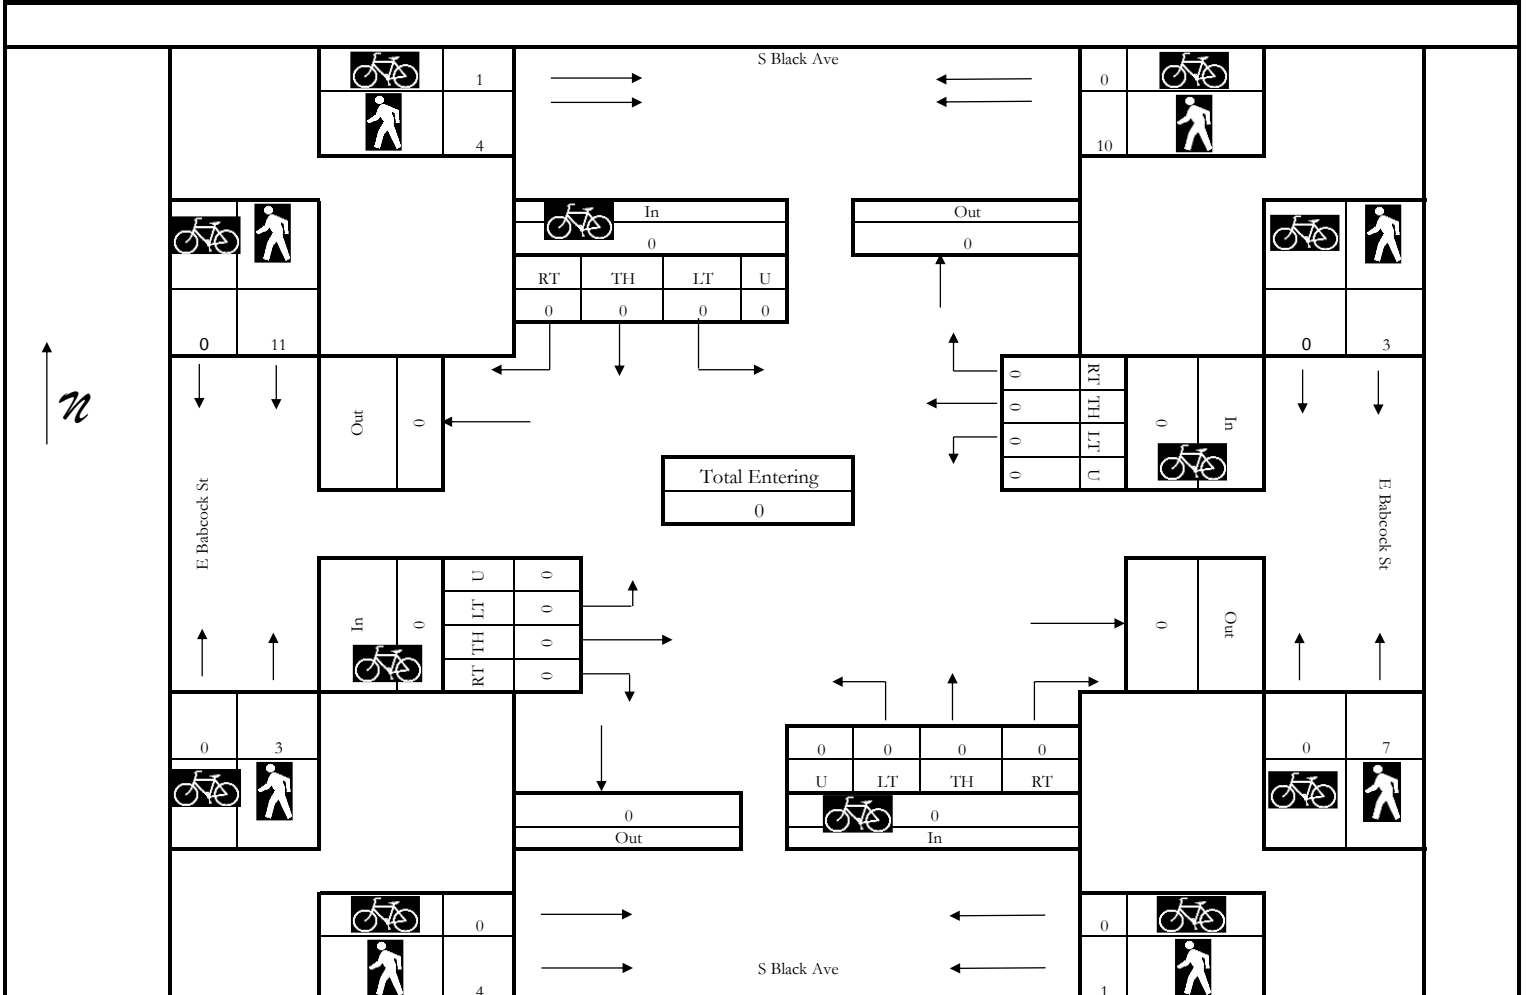 S Black Ave
1
0
4
10
In
0
Out
0
RT TH LT U
0 0 0 0
0 11
0 3
Out
0
0 RT
0 TH
0 LT
0 U
0
In
N
Total Entering
0
E Babcock St
E Babcock St
In
0
U 0
LT 0
TH 0
RT 0
0
Out
0 3
0 7
0 0 0 0
U LT TH RT
0
In
0
Out
0
0
4
S Black Ave
1